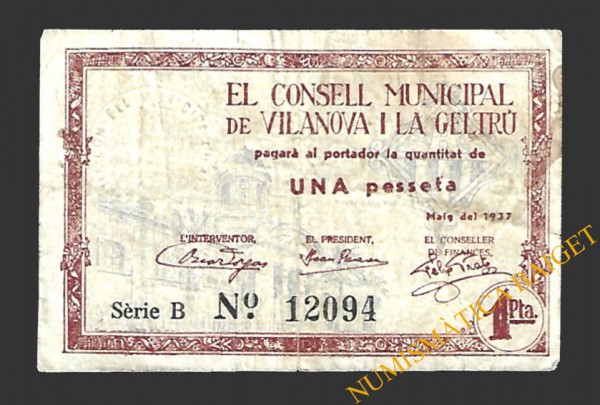 EL CONSELL MUNICIPAL
DE VILANOVA I LA GELTRÚ
pagarà al portador la quantitat de
UNA pesseta
Maig del 1937
L'INTERVENTOR, EL PRESIDENT, EL CONSELLER
DE FINANCES,
Sèrie B Nº 12094
1 Pta.
NUMISMÀTICA RAIGET